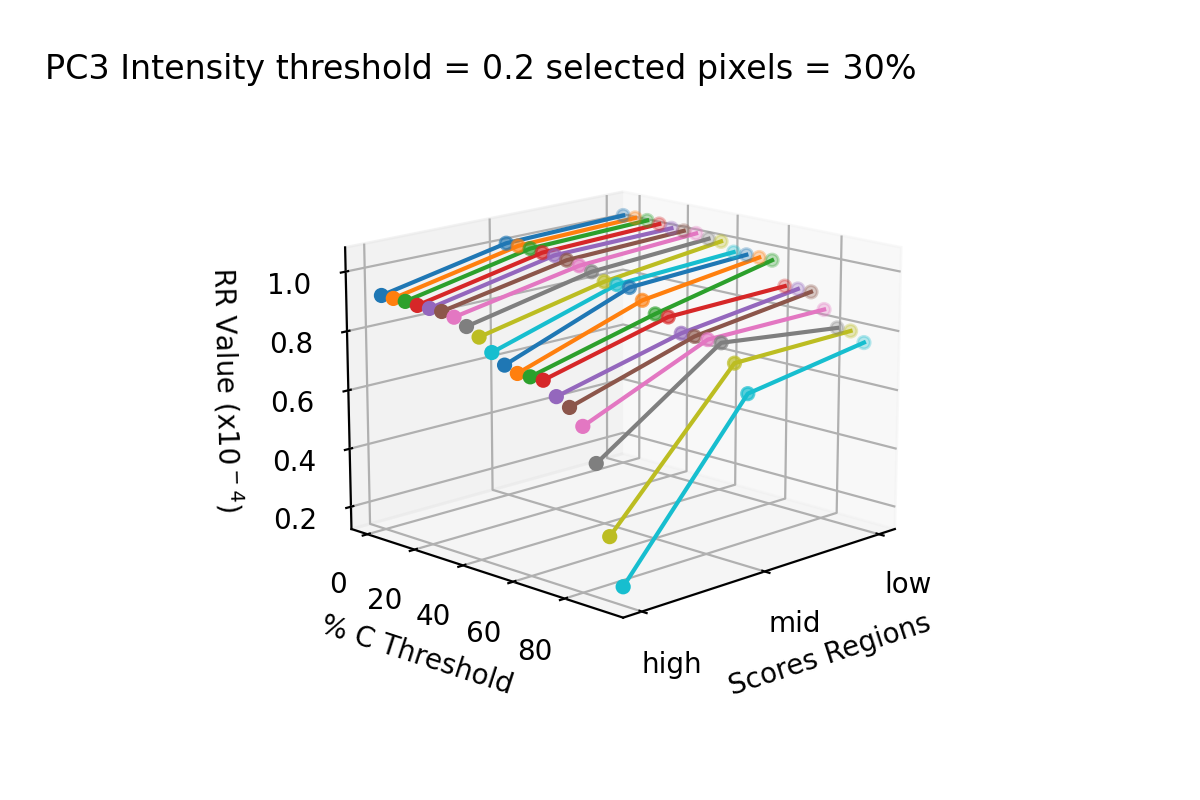 PC3 Intensity threshold = 0.2 selected pixels = 30%
RR Value (x10⁻⁴)
1.0
0.8
0.6
0.4
0.2
0
20
40
60
80
% C Threshold
high
mid
low
Scores Regions